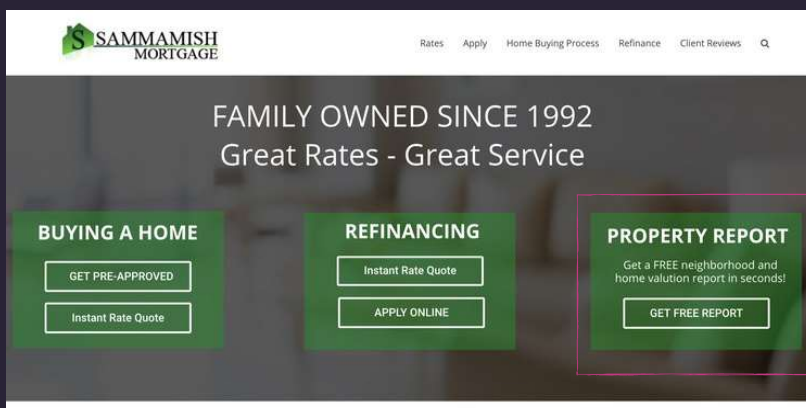 S SAMMAMISH
MORTGAGE
Rates Apply Home Buying Process Refinance Client Reviews
FAMILY OWNED SINCE 1992
Great Rates - Great Service
BUYING A HOME
GET PRE-APPROVED
Instant Rate Quote
REFINANCING
Instant Rate Quote
APPLY ONLINE
PROPERTY REPORT
Get a FREE neighborhood and
home valution report in seconds!
GET FREE REPORT